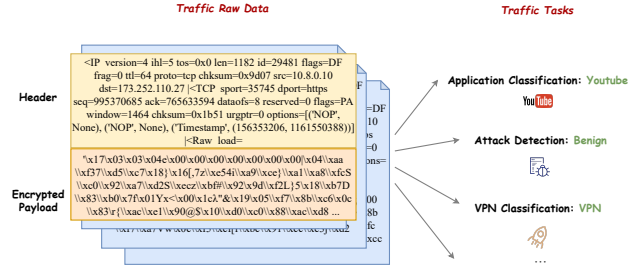 Traffic Raw Data
Traffic Tasks
Header
<IP version=4 ihl=5 tos=0x0 len=1182 id=29481 flags=DF
frag=0 ttl=64 proto=tcp chksum=0x9d07 src=10.8.0.10
dst=173.252.110.27 |<TCP sport=35745 dport=https
seq=995370685 ack=765633594 dataofs=8 reserved=0 flags=PA
window=1464 chksum=0x1b51 urgptr=0 options=[('NOP',
None), ('NOP', None), ('Timestamp', (156353206, 1161550388))]
|<Raw load=
Encrypted
Payload
"\x17\x03\x03\x04e\x00\x00\x00\x00\x00\x00\x00|\x04\\xaa
\\xf37\\xd5\\xc7\x18}\x16[,7z\\xe54i\\xa9\\xce}\\xa1\\xa8\\xfcS
\\xc0\\x92\\xa7\\xd2S\\xecz\\xbf#\\x92\x9d\\xf2L}5\x18\\xb7D
\\x83\\xb0\x7f\x01Yx<\x00\x1cλ"&\x19\x05\\xf7\\x8b\\xc6\x0c
\\x83\r{\\xac\\xe1\\x90@$\x10\\xd0\\xc0\\x88\\xac\\xd8 ...
Application Classification: Youtube
YouTube
Attack Detection: Benign
VPN Classification: VPN
...